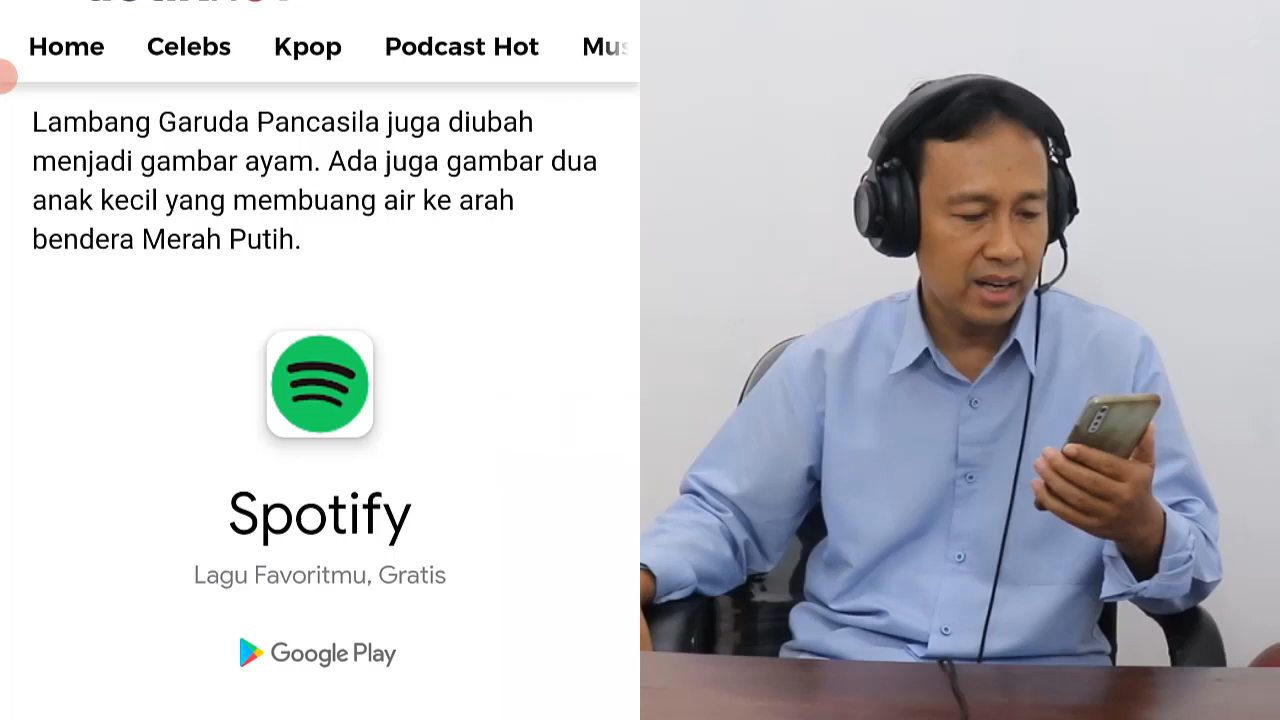 Home Celebs Kpop Podcast Hot Mus
Lambang Garuda Pancasila juga diubah
menjadi gambar ayam. Ada juga gambar dua
anak kecil yang membuang air ke arah
bendera Merah Putih.
Spotify
Lagu Favoritmu, Gratis
Google Play